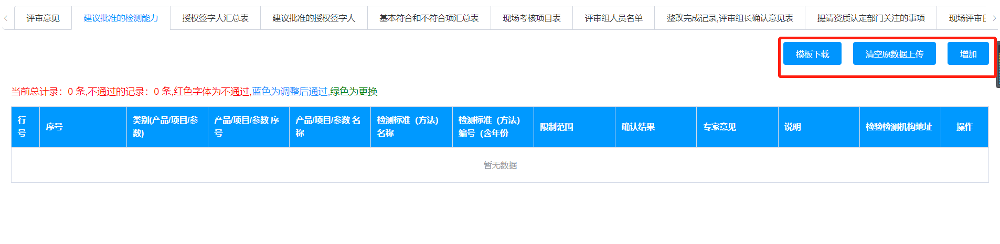 评审意见
建议批准的检测能力
授权签字人汇总表
建议批准的授权签字人
基本符合和不符合项汇总表
现场考核项目表
评审组人员名单
整改完成记录,评审组长确认意见表
提请资质认定部门关注的事项
现场评审日
模板下载
清空原数据上传
增加
当前总计录：0 条,不通过的记录：0 条,红色字体为不通过,蓝色为调整后通过,绿色为更换
行
号
序号
类别(产品/项目/参
数)
产品/项目/参数 序
号
产品/项目/参数 名
称
检测标准（方法）
名称
检测标准（方法）
编号（含年份
限制范围
确认结果
专家意见
说明
检验检测机构地址
操作
暂无数据